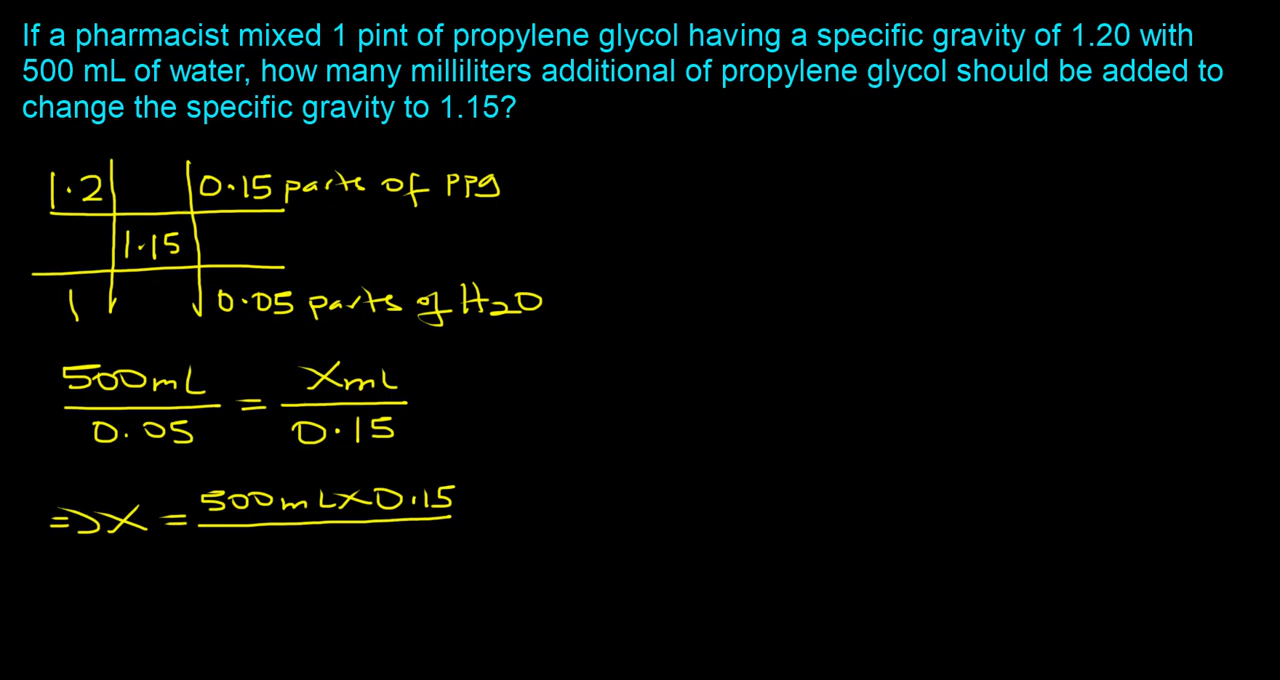 If a pharmacist mixed 1 pint of propylene glycol having a specific gravity of 1.20 with
500 mL of water, how many milliliters additional of propylene glycol should be added to
change the specific gravity to 1.15?
1.2 0.15 parts of PPg
1.15
1 0.05 parts of H2O
500mL = XmL
0.05 0.15
=> X = 500mLX0.15